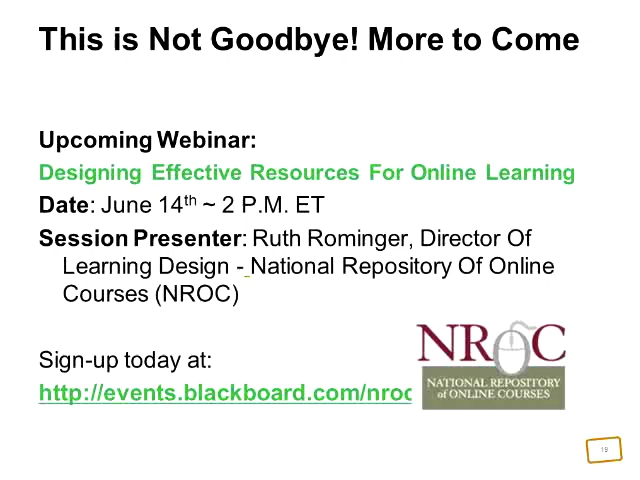 This is Not Goodbye! More to Come
Upcoming Webinar:
Designing Effective Resources For Online Learning
Date: June 14th ~ 2 P.M. ET
Session Presenter: Ruth Rominger, Director Of
Learning Design - National Repository Of Online
Courses (NROC)
Sign-up today at:
http://events.blackboard.com/nroc
NROC
NATIONAL REPOSITORY
of ONLINE COURSES